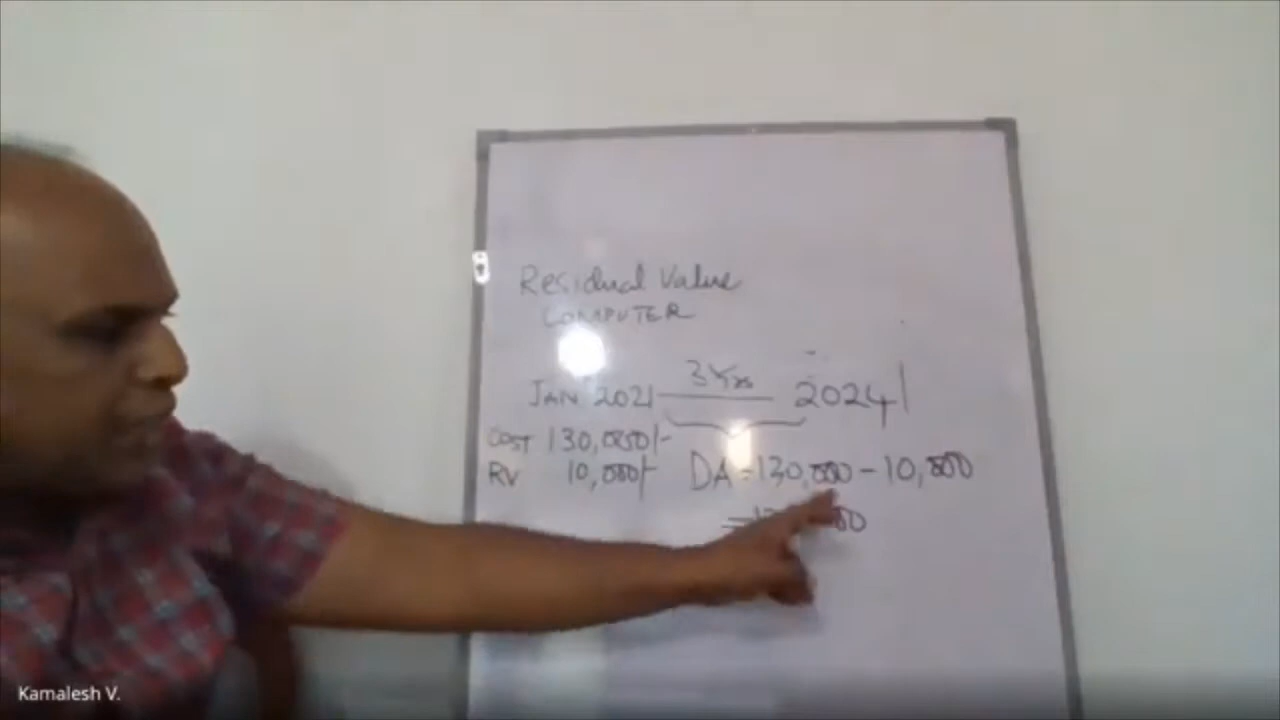 Residual Value
COMPUTER
JAN 2021 3 Yrs 2024
COST 130,000/-
RV 10,000/- DA = 130,000 - 10,000
=
Kamalesh V.